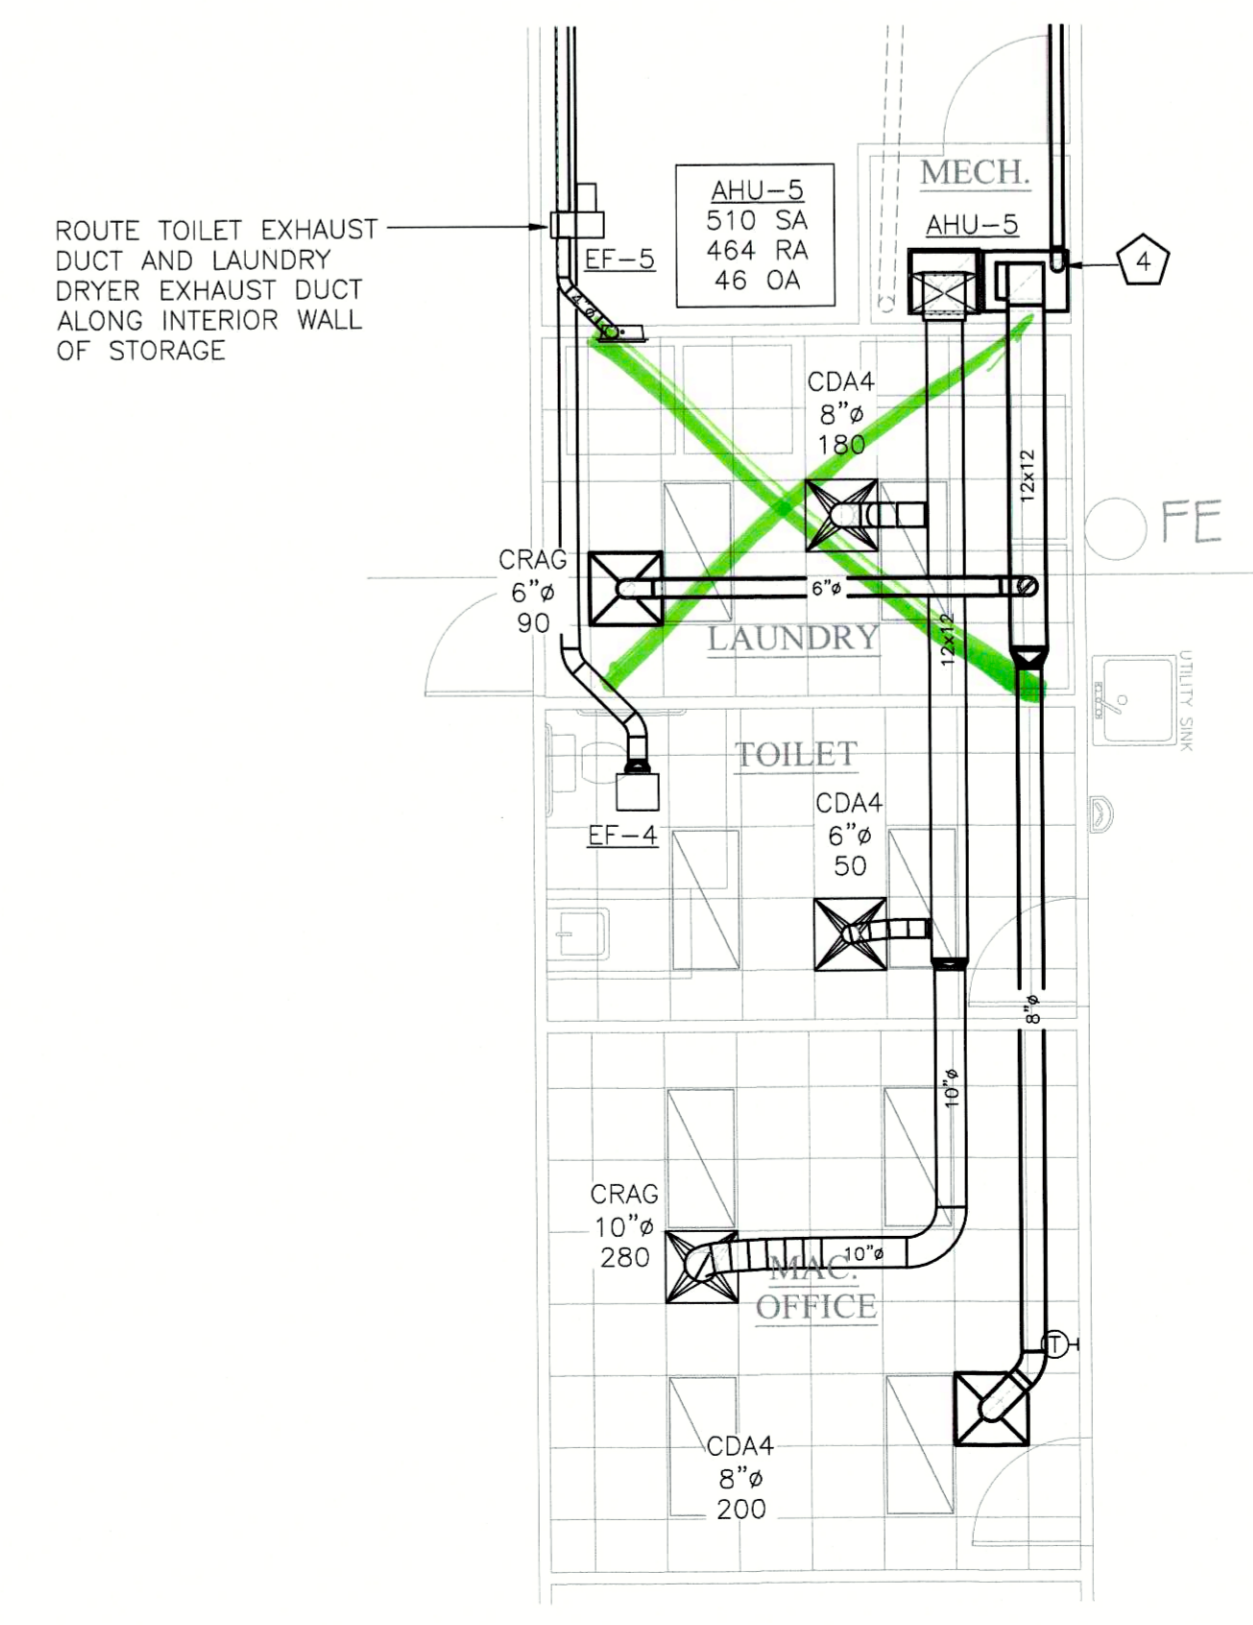 MECH.
AHU-5
510 SA
464 RA
46 OA
AHU-5
4
ROUTE TOILET EXHAUST
DUCT AND LAUNDRY
DRYER EXHAUST DUCT
ALONG INTERIOR WALL
OF STORAGE
EF-5
4"ø
CDA4
8"ø
180
12x12
FE
CRAG
6"ø
90
6"ø
LAUNDRY
12x12
UTILITY SINK
TOILET
CDA4
6"ø
50
EF-4
8"ø
10"ø
CRAG
10"ø
280
10"ø
MAC.
OFFICE
T
CDA4
8"ø
200